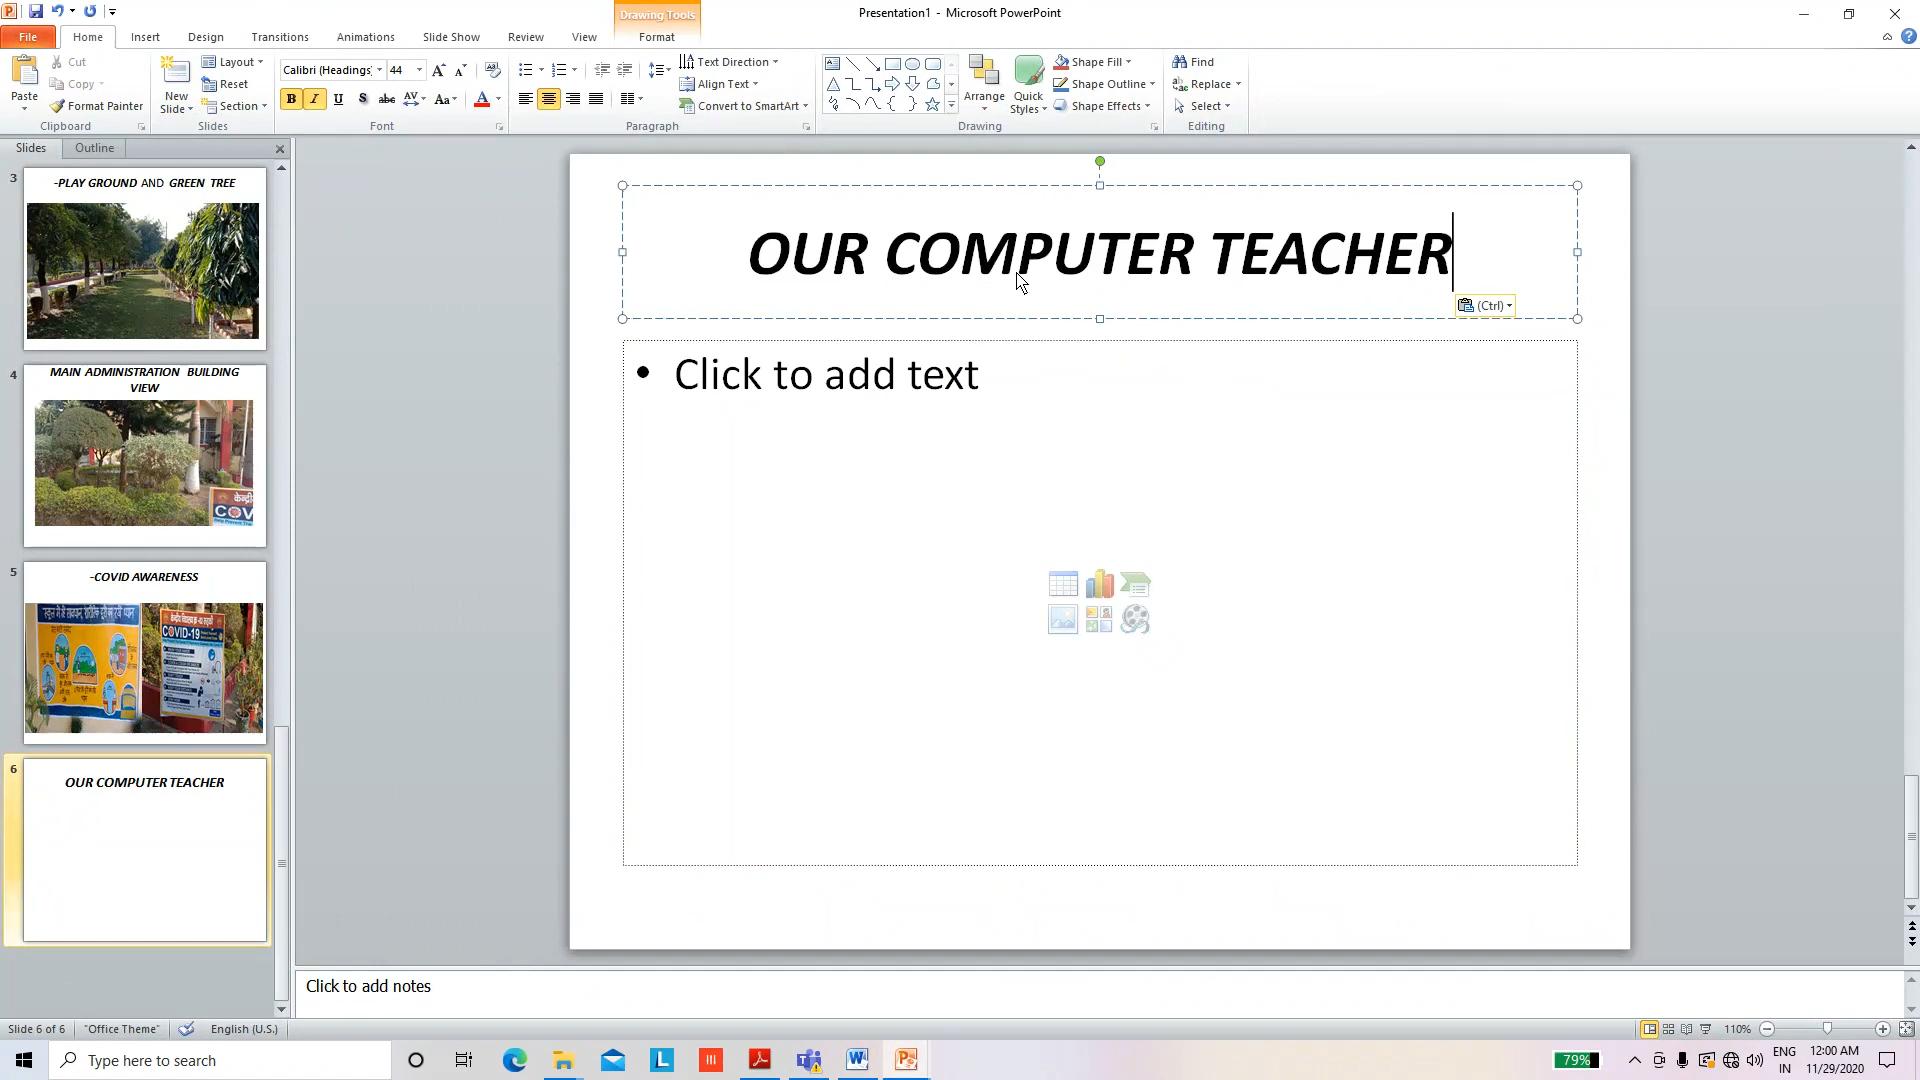 Drawing Tools
Presentation1 - Microsoft PowerPoint
File Home Insert Design Transitions Animations Slide Show Review View Format
Paste
Cut
Copy
Format Painter
Clipboard
New Slide
Layout
Reset
Section
Slides
Calibri (Headings) 44
B I U S abc AV Aa A
Font
Text Direction
Align Text
Convert to SmartArt
Paragraph
Arrange
Quick Styles
Shape Fill
Shape Outline
Shape Effects
Drawing
Find
Replace
Select
Editing
Slides Outline
3
-PLAY GROUND AND GREEN TREE
4
MAIN ADMINISTRATION BUILDING
VIEW
केन्द्री
COV
5
-COVID AWARENESS
COVID-19
6
OUR COMPUTER TEACHER
OUR COMPUTER TEACHER
(Ctrl)
• Click to add text
Click to add notes
Slide 6 of 6 "Office Theme" English (U.S.) 110%
Type here to search
79%
ENG
IN
12:00 AM
11/29/2020